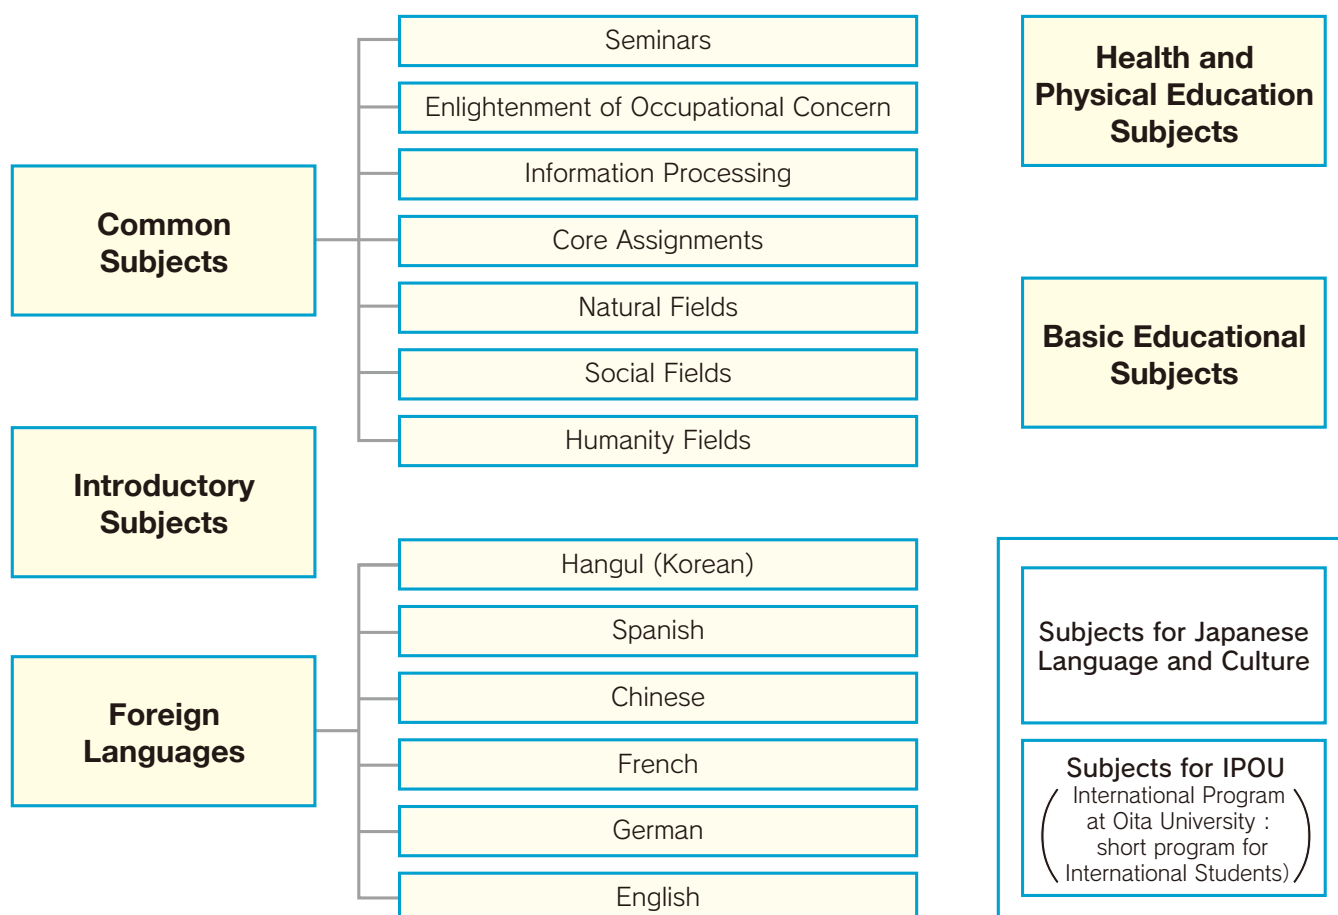 Common
Subjects
Seminars
Enlightenment of Occupational Concern
Information Processing
Core Assignments
Natural Fields
Social Fields
Humanity Fields
Introductory
Subjects
Foreign
Languages
Hangul (Korean)
Spanish
Chinese
French
German
English
Health and
Physical Education
Subjects
Basic Educational
Subjects
Subjects for Japanese
Language and Culture
Subjects for IPOU
(International Program
at Oita University :
short program for
International Students))